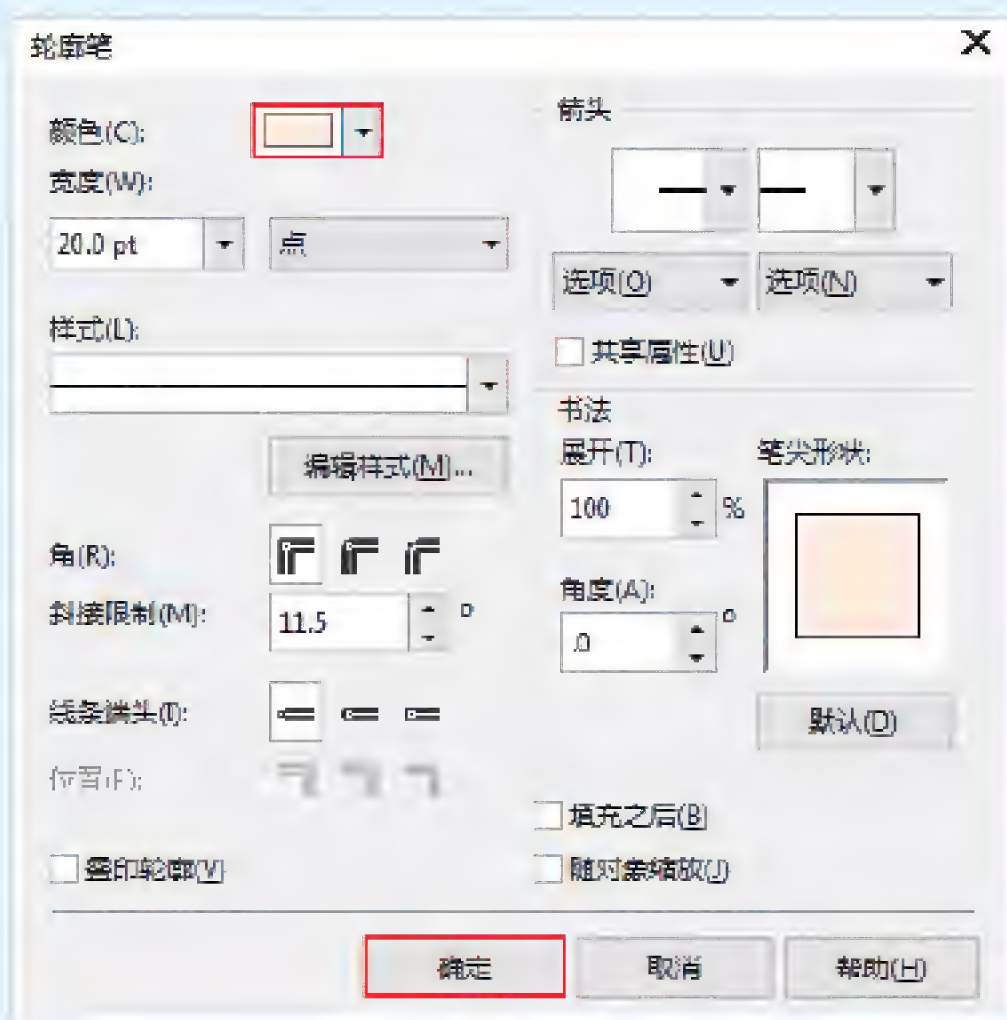 轮廓笔
颜色(C):
宽度(W):
20.0 pt
点
样式(L):
编辑样式(M)...
角(R):
斜接限制(M):
11.5
°
线条端头(T):
位置(P):
叠印轮廓(V)
箭头
选项(O)
选项(N)
共享属性(U)
书法
展开(T):
笔尖形状:
100
%
角度(A):
.0
°
默认(D)
填充之后(B)
随对象缩放(J)
确定
取消
帮助(H)